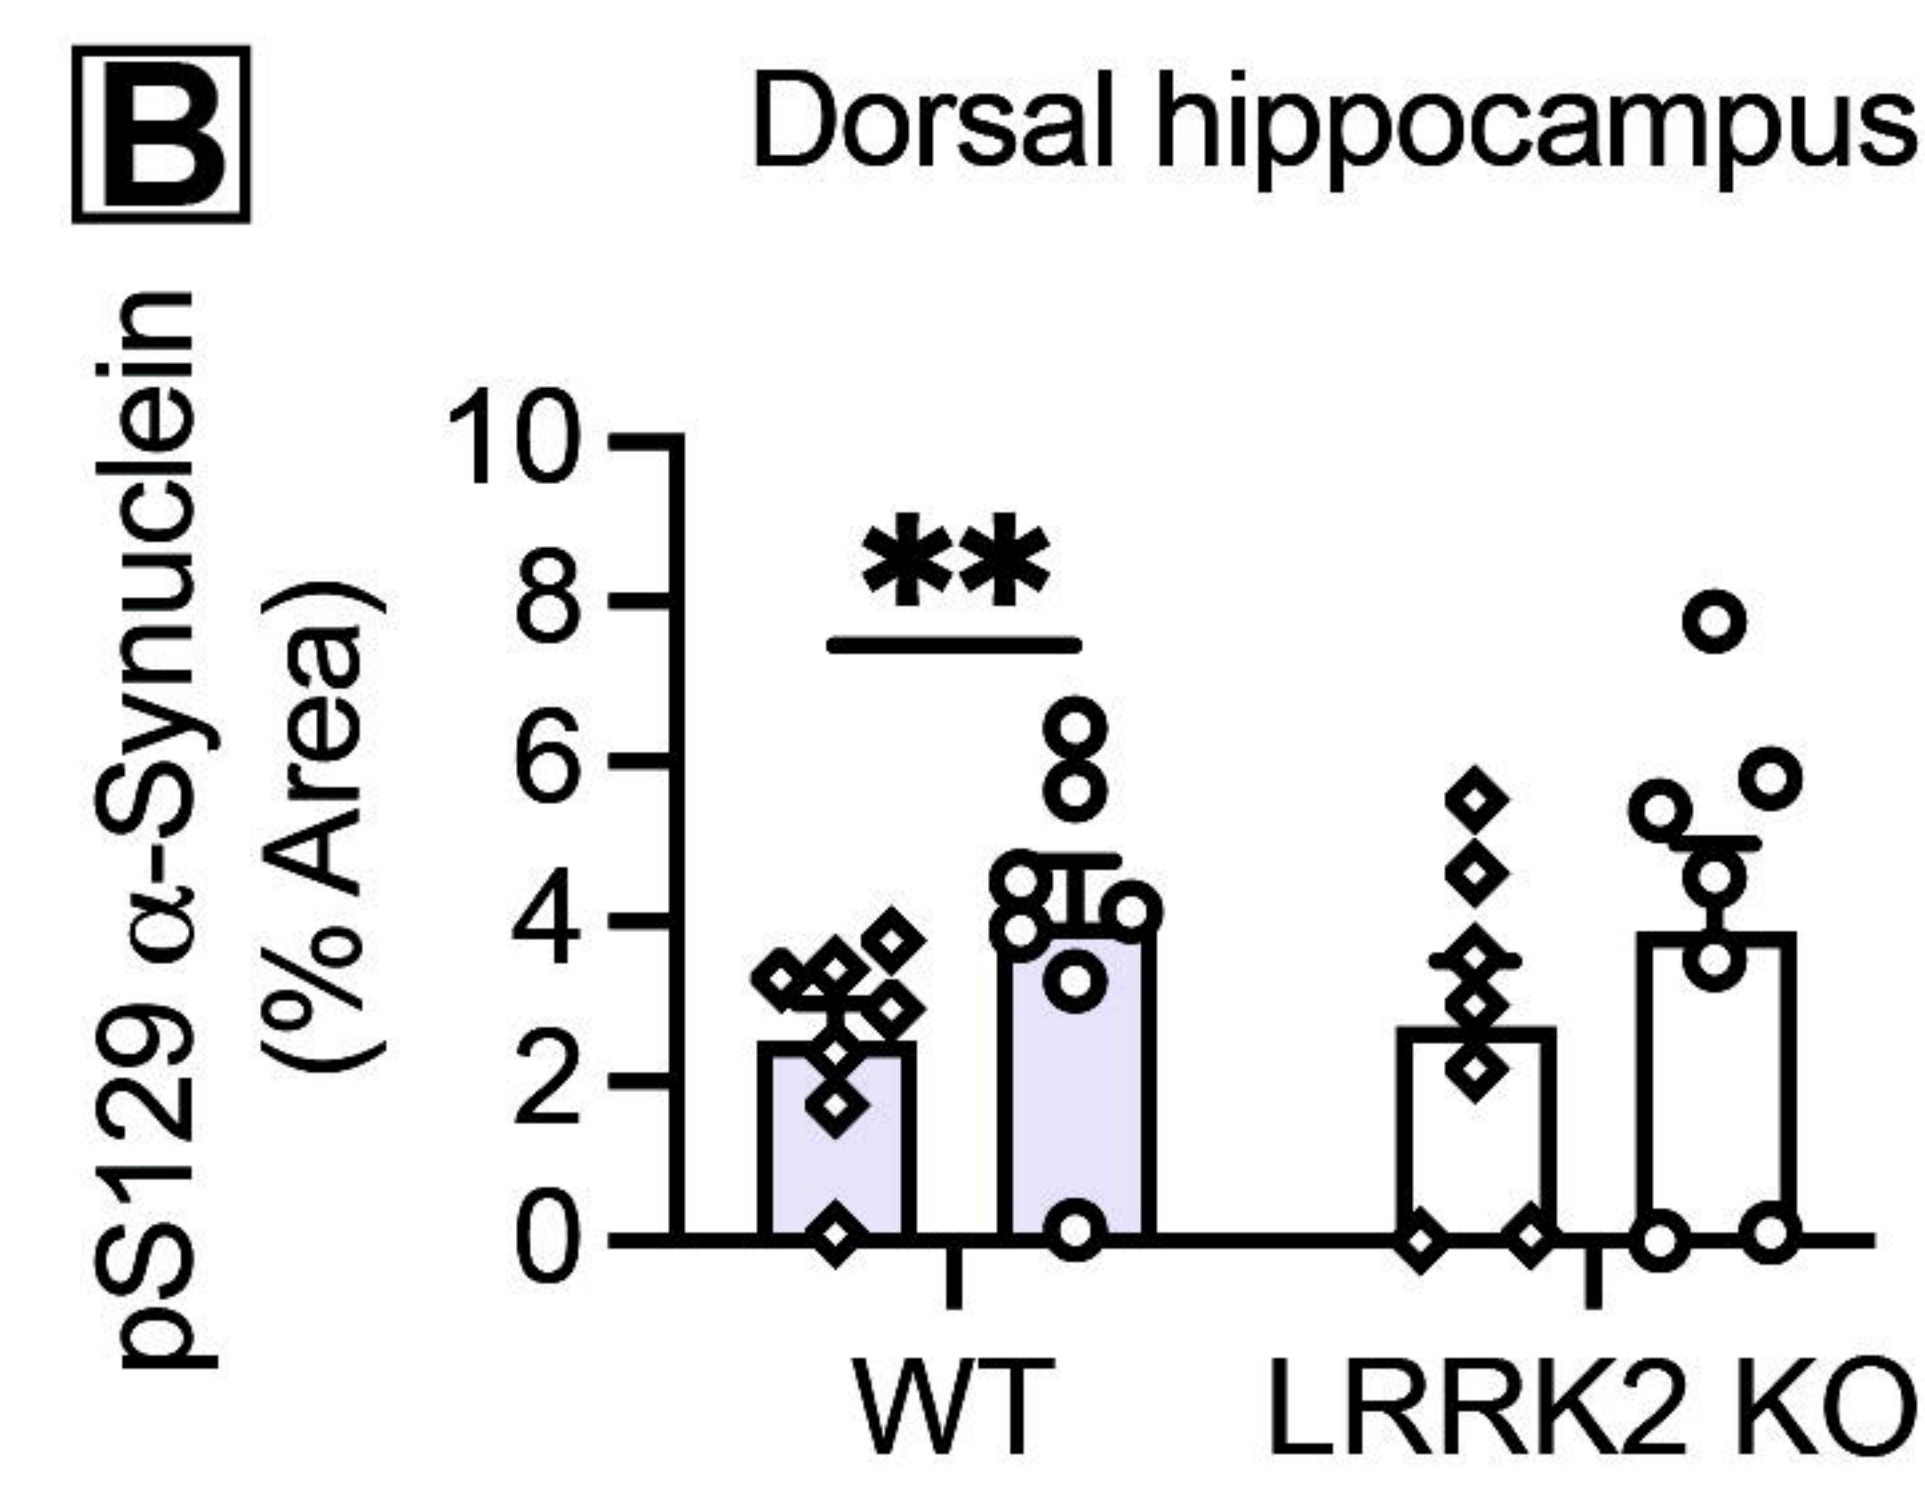 B
Dorsal hippocampus
pS129 α-Synuclein
(% Area)
10
8
6
4
2
0
**
WT
LRRK2 KO